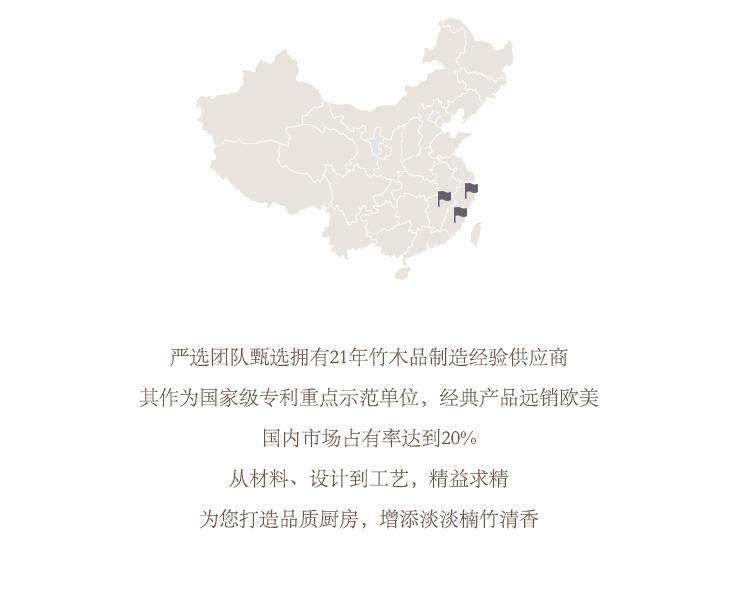 严选团队甄选拥有21年竹木品制造经验供应商
其作为国家级专利重点示范单位，经典产品远销欧美
国内市场占有率达到20%
从材料、设计到工艺，精益求精
为您打造品质厨房，增添淡淡楠竹清香